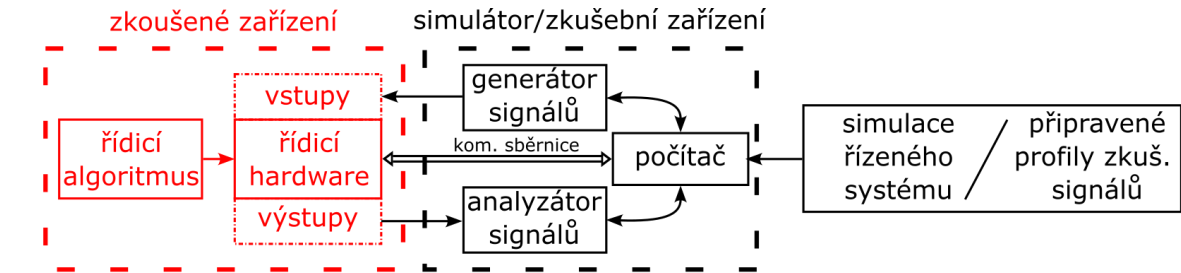 zkoušené zařízení
simulátor/zkušební zařízení
vstupy
řídicí
algoritmus
řídicí
hardware
výstupy
generátor
signálů
kom. sběrnice
počítač
analyzátor
signálů
simulace
řízeného
systému
/
připravené
profily zkuš.
signálů